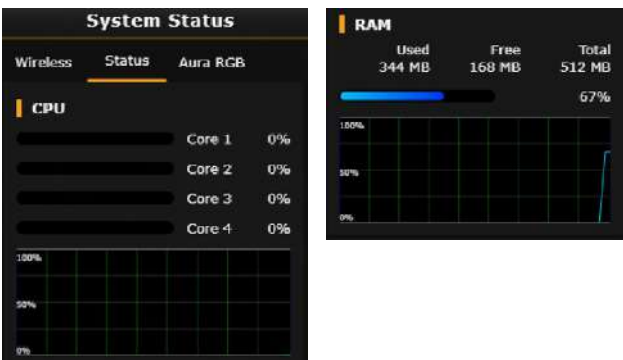 System Status
Wireless Status Aura RGB
CPU
Core 1 0%
Core 2 0%
Core 3 0%
Core 4 0%
100%
50%
0%
RAM
Used Free Total
344 MB 168 MB 512 MB
67%
100%
50%
0%